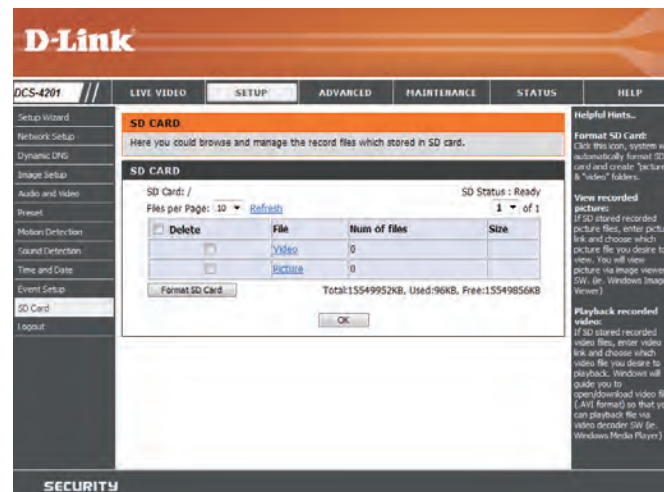 D-Link
DCS-4201
LIVE VIDEO
SETUP
ADVANCED
MAINTENANCE
STATUS
HELP
Setup Wizard
Network Setup
Dynamic DNS
Image Setup
Audio and Video
Preset
Motion Detection
Sound Detection
Time and Date
Event Setup
SD Card
Logout
SD CARD
Here you could browse and manage the record files which stored in SD card.
SD CARD
SD Card: /
SD Status : Ready
Files per Page: 10 Refresh
1 of 1
Delete File Num of files Size
Video 0
Picture 0
Format SD Card
Total:15549952KB, Used:96KB, Free:15549856KB
OK
Helpful Hints..
Format SD Card:
Click this icon, system w
automatically format SD
card and create "picture
& "video" folders.
View recorded
picture:
If SD stored recorded
picture files, enter pictu
link and choose which
picture file you desire to
view. You will view
picture via image viewer
SW. (ie. Windows Image
Viewer)
Playback recorded
video:
If SD stored recorded
video files, enter video
link and choose which
video file you desire to
playback. Windows will
guide you to
open/download video fi
(.AVI format) so that yo
can playback file via
video decoder SW (ie.
Windows Media Player)
SECURITY